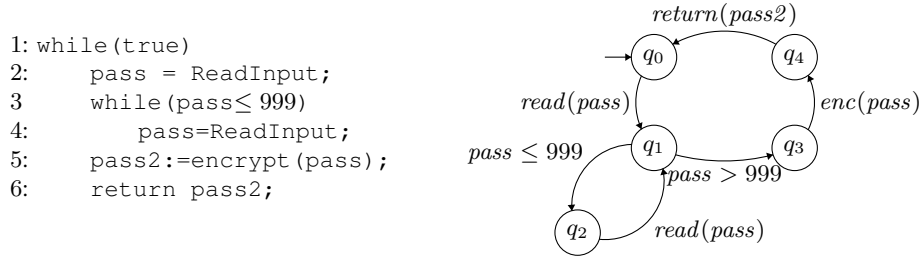 1: while(true)
2: pass = ReadInput;
3 while(pass≤ 999)
4: pass=ReadInput;
5: pass2:=encrypt(pass);
6: return pass2;
return(pass2)
q₀
q₄
read(pass)
enc(pass)
q₁
q₃
pass ≤ 999
pass > 999
q₂
read(pass)